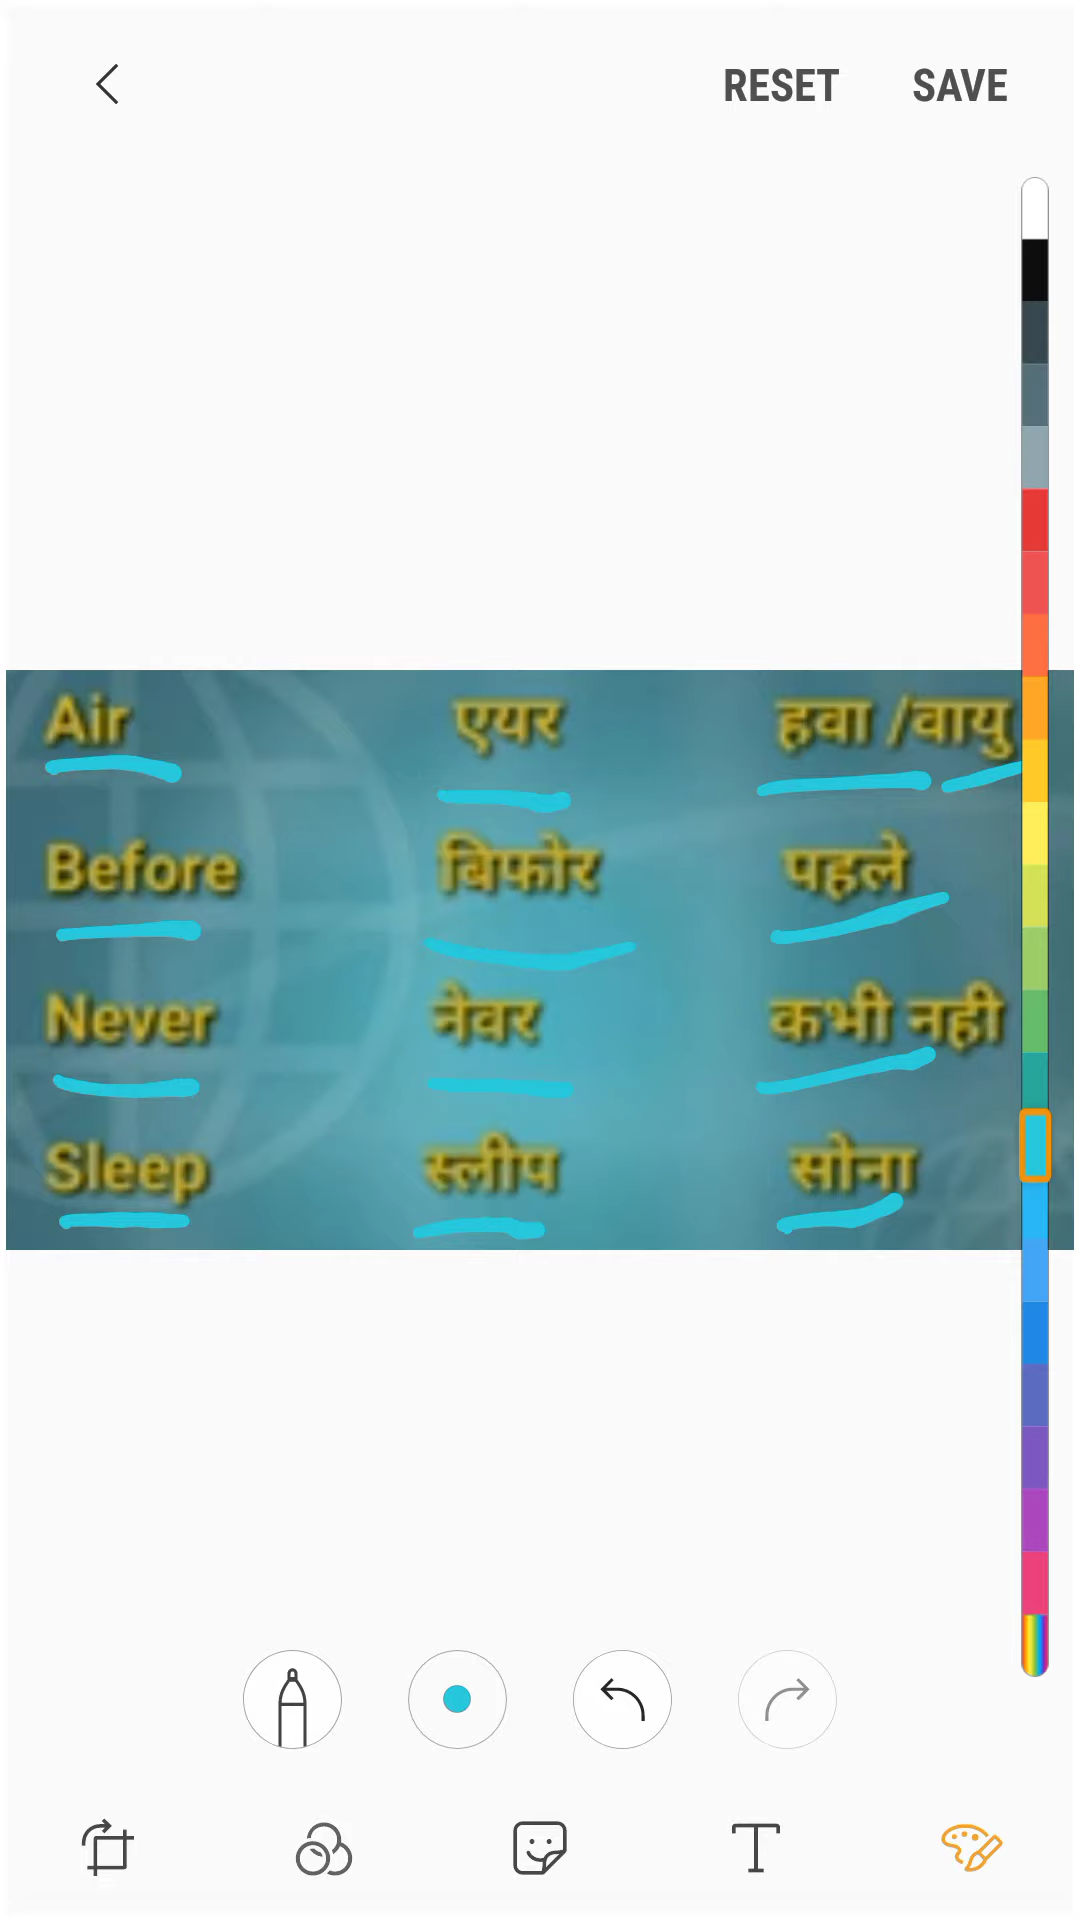 RESET SAVE
Air एयर हवा /वायु
Before बिफोर पहले
Never नेवर कभी नही
Sleep स्लीप सोना